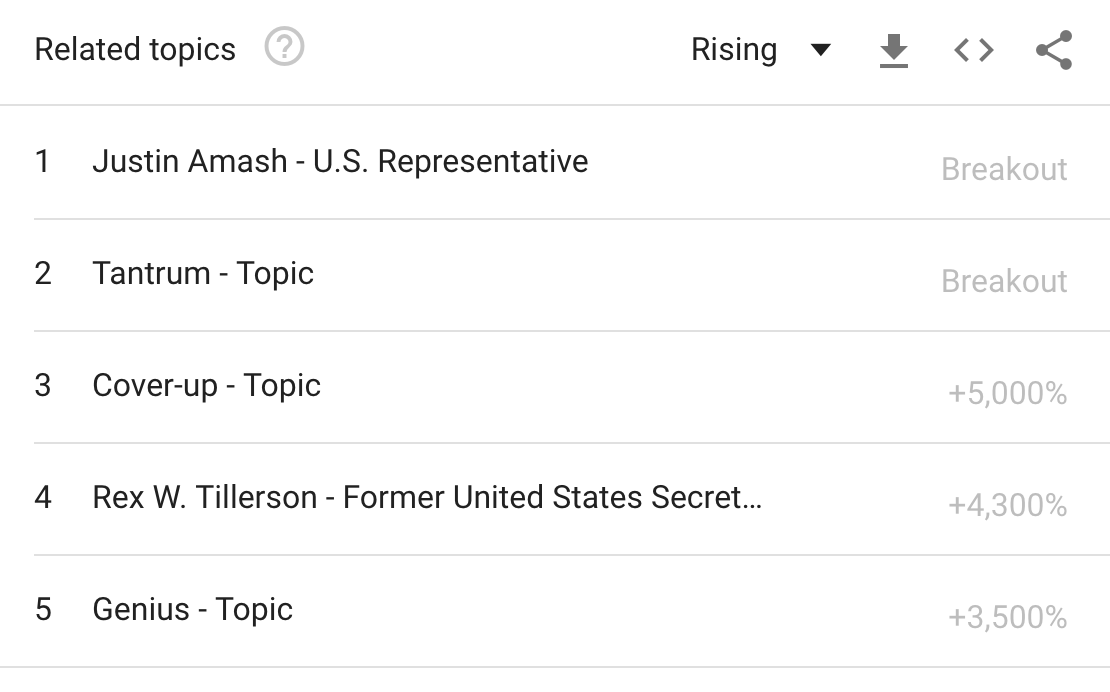 Related topics ? Rising
1 Justin Amash - U.S. Representative Breakout
2 Tantrum - Topic Breakout
3 Cover-up - Topic +5,000%
4 Rex W. Tillerson - Former United States Secret... +4,300%
5 Genius - Topic +3,500%